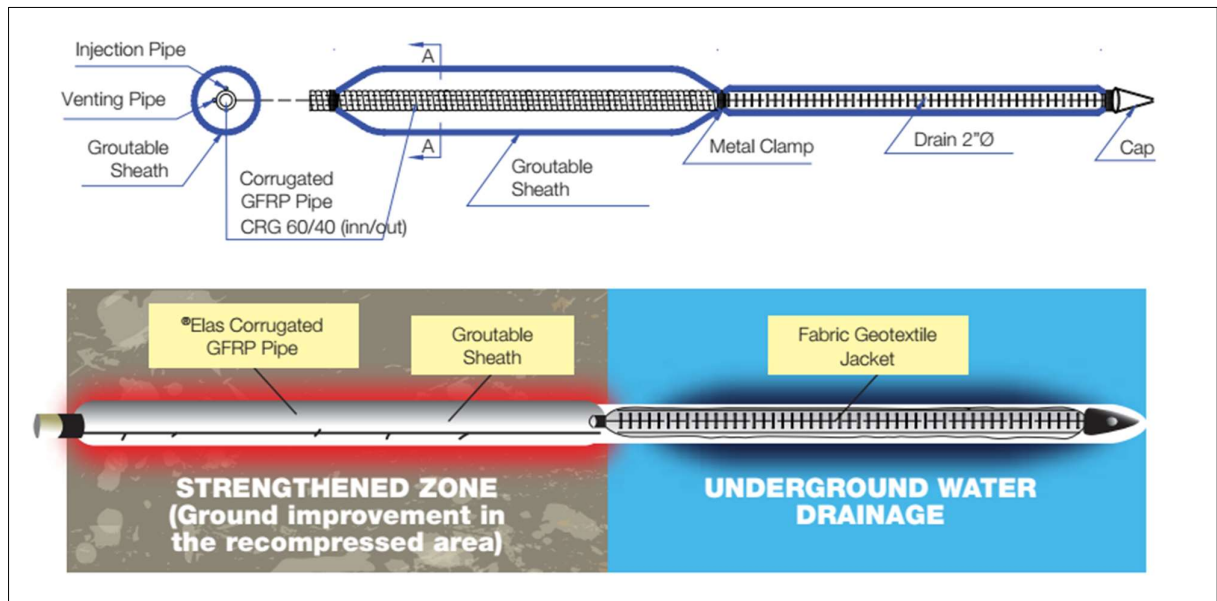 Injection Pipe
Venting Pipe
Groutable
Sheath
Corrugated
GFRP Pipe
CRG 60/40 (inn/out)
A
A
Groutable
Sheath
Metal Clamp
Drain 2"Ø
Cap
®Elas Corrugated
GFRP Pipe
Groutable
Sheath
Fabric Geotextile
Jacket
STRENGTHENED ZONE
(Ground improvement in
the recompressed area)
UNDERGROUND WATER
DRAINAGE